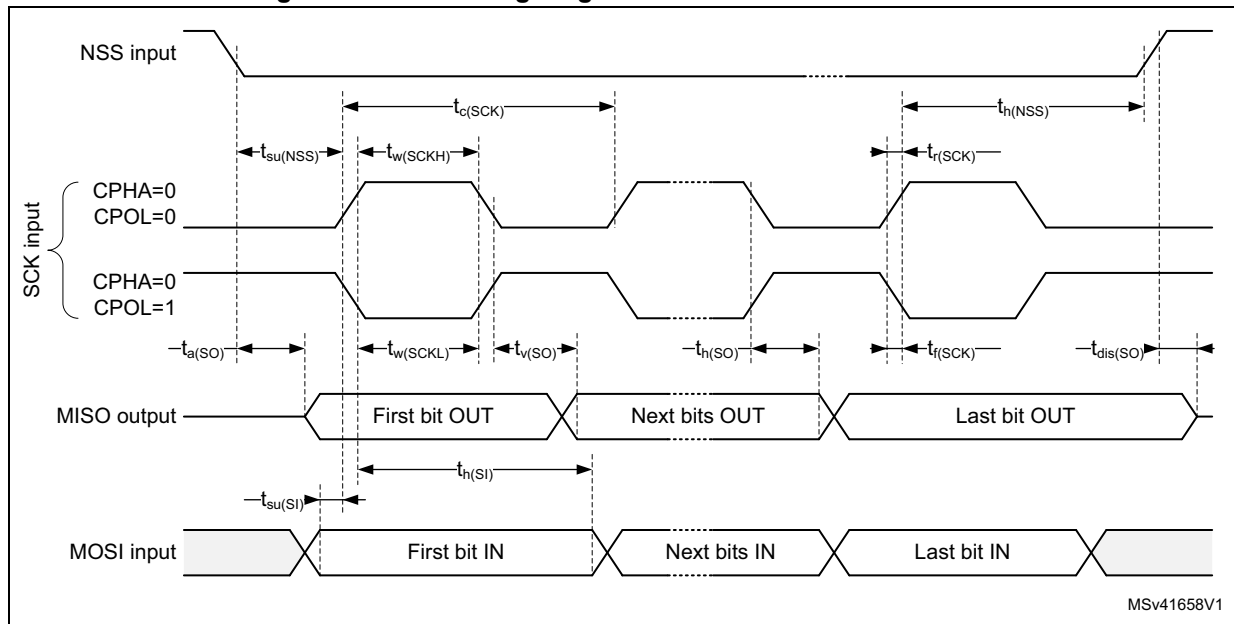 NSS input
tc(SCK)
th(NSS)
tsu(NSS)
tw(SCKH)
tr(SCK)
SCK input
CPHA=0
CPOL=0
CPHA=0
CPOL=1
ta(SO)
tw(SCKL)
tv(SO)
th(SO)
tf(SCK)
tdis(SO)
MISO output
First bit OUT
Next bits OUT
Last bit OUT
th(SI)
tsu(SI)
MOSI input
First bit IN
Next bits IN
Last bit IN
MSv41658V1